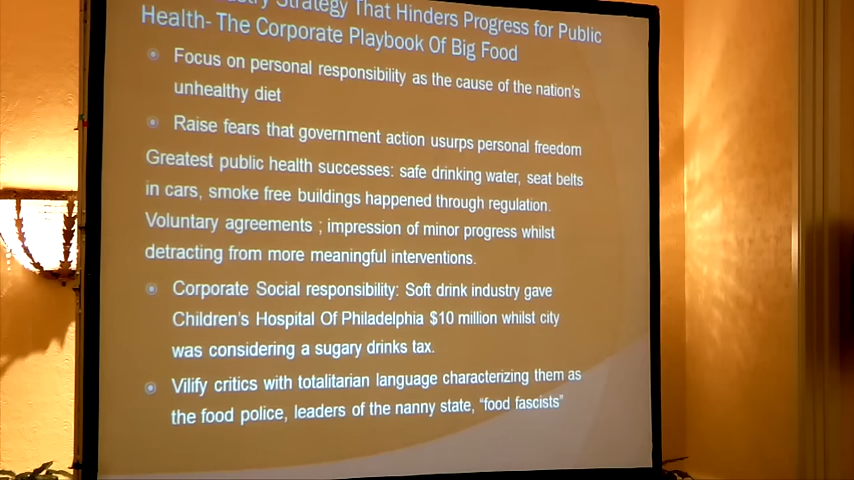 Strategy That Hinders Progress for Public
Health- The Corporate Playbook Of Big Food
Focus on personal responsibility as the cause of the nation's
unhealthy diet
Raise fears that government action usurps personal freedom
Greatest public health successes: safe drinking water, seat belts
in cars, smoke free buildings happened through regulation.
Voluntary agreements ; impression of minor progress whilst
detracting from more meaningful interventions.
Corporate Social responsibility: Soft drink industry gave
Children's Hospital Of Philadelphia $10 million whilst city
was considering a sugary drinks tax.
Vilify critics with totalitarian language characterizing them as
the food police, leaders of the nanny state, "food fascists"